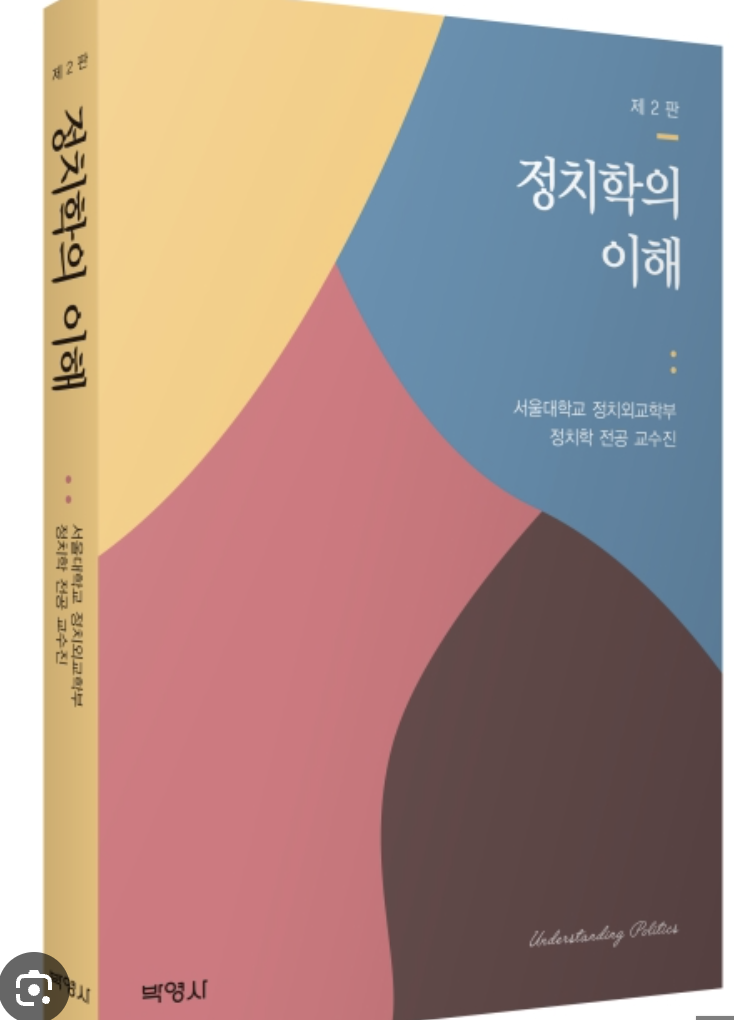 제 2 판
정치학의 이해
서울대학교 정치외교학부
정치학 전공 교수진
박영사
제 2 판
정치학의
이해
서울대학교 정치외교학부
정치학 전공 교수진
Understanding Politics
박영사